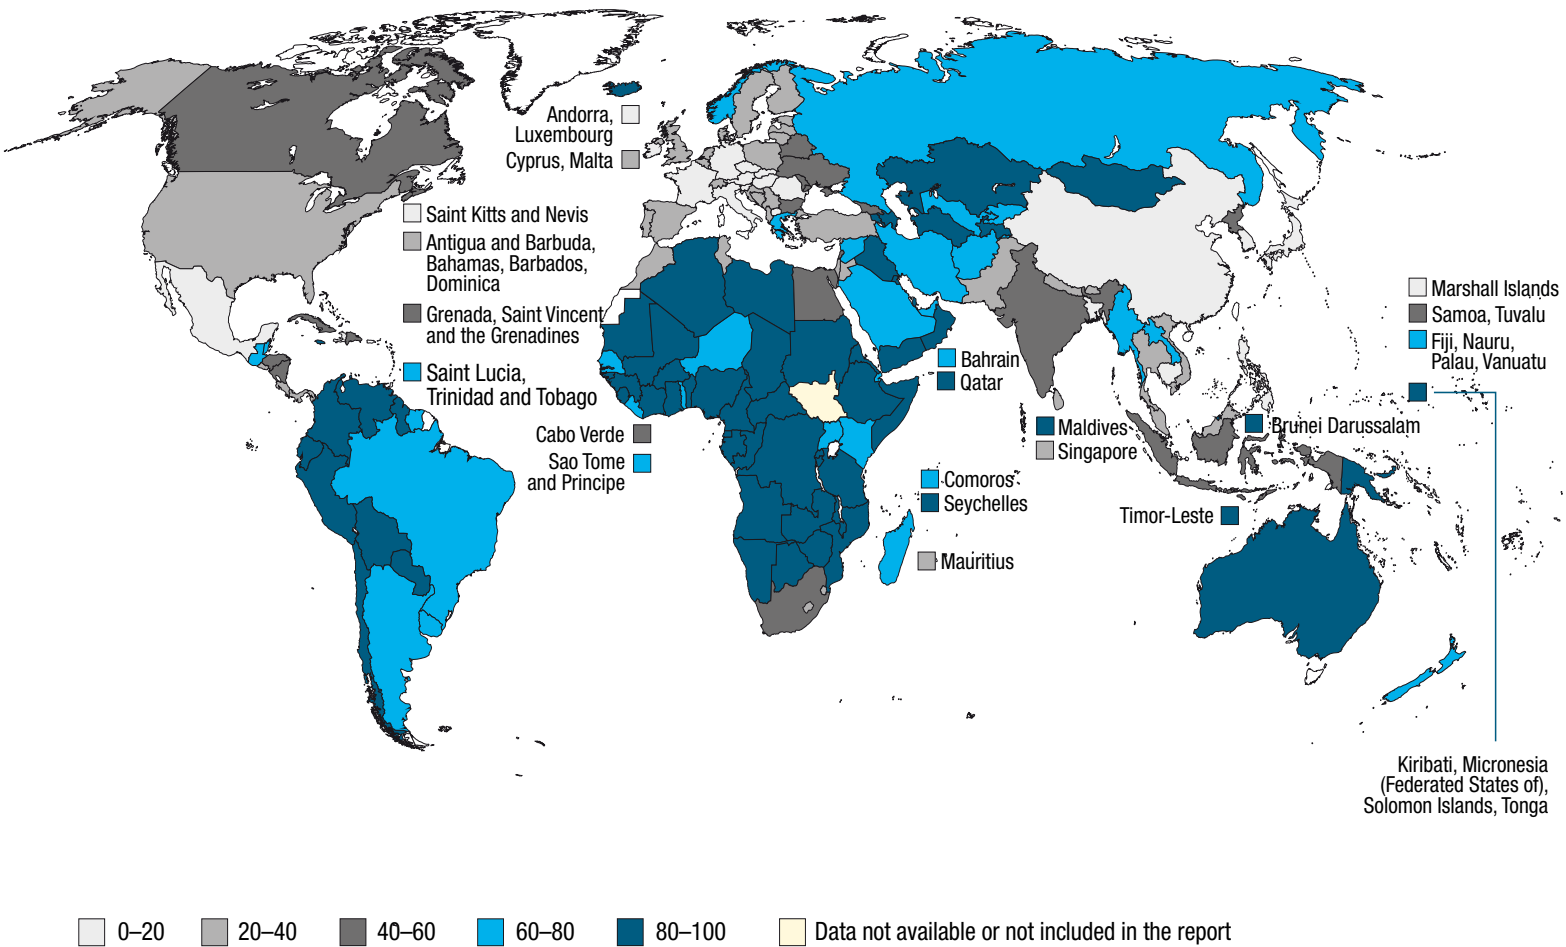 Andorra,
Luxembourg
Cyprus, Malta
Saint Kitts and Nevis
Antigua and Barbuda,
Bahamas, Barbados,
Dominica
Grenada, Saint Vincent
and the Grenadines
Saint Lucia,
Trinidad and Tobago
Cabo Verde
Sao Tome
and Principe
Bahrain
Qatar
Comoros
Seychelles
Mauritius
Maldives
Singapore
Brunei Darussalam
Timor-Leste
Marshall Islands
Samoa, Tuvalu
Fiji, Nauru,
Palau, Vanuatu
Kiribati, Micronesia
(Federated States of),
Solomon Islands, Tonga
0–20
20–40
40–60
60–80
80–100
Data not available or not included in the report